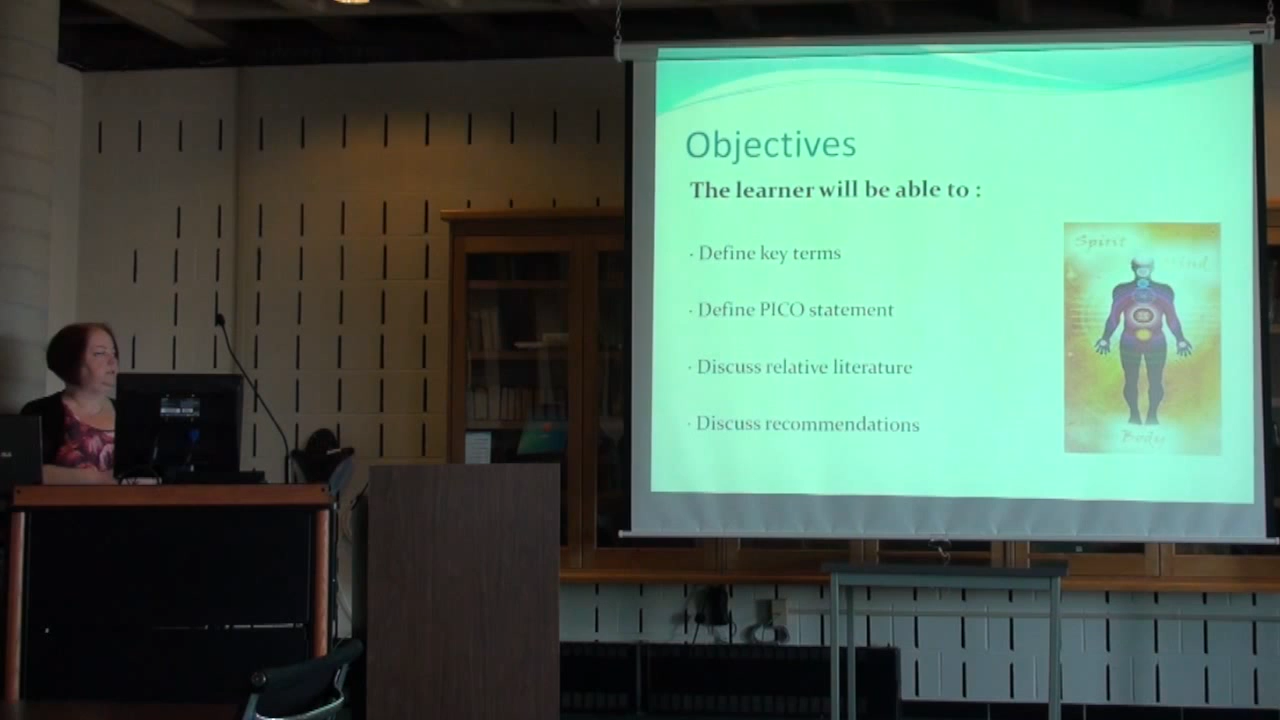 Objectives
The learner will be able to :
· Define key terms
· Define PICO statement
· Discuss relative literature
· Discuss recommendations
Spirit
Body